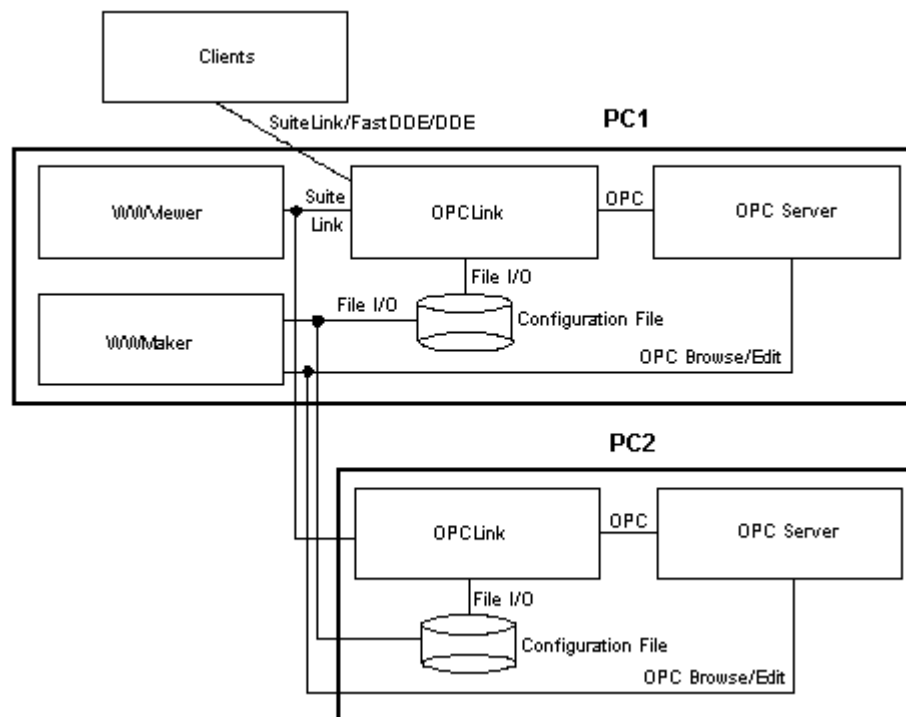 Clients
SuiteLink/FastDDE/DDE
PC1
WWViewer
Suite
Link
OPCLink
OPC
OPC Server
File I/O
File I/O
Configuration File
WWMaker
OPC Browse/Edit
PC2
OPCLink
OPC
OPC Server
File I/O
Configuration File
OPC Browse/Edit